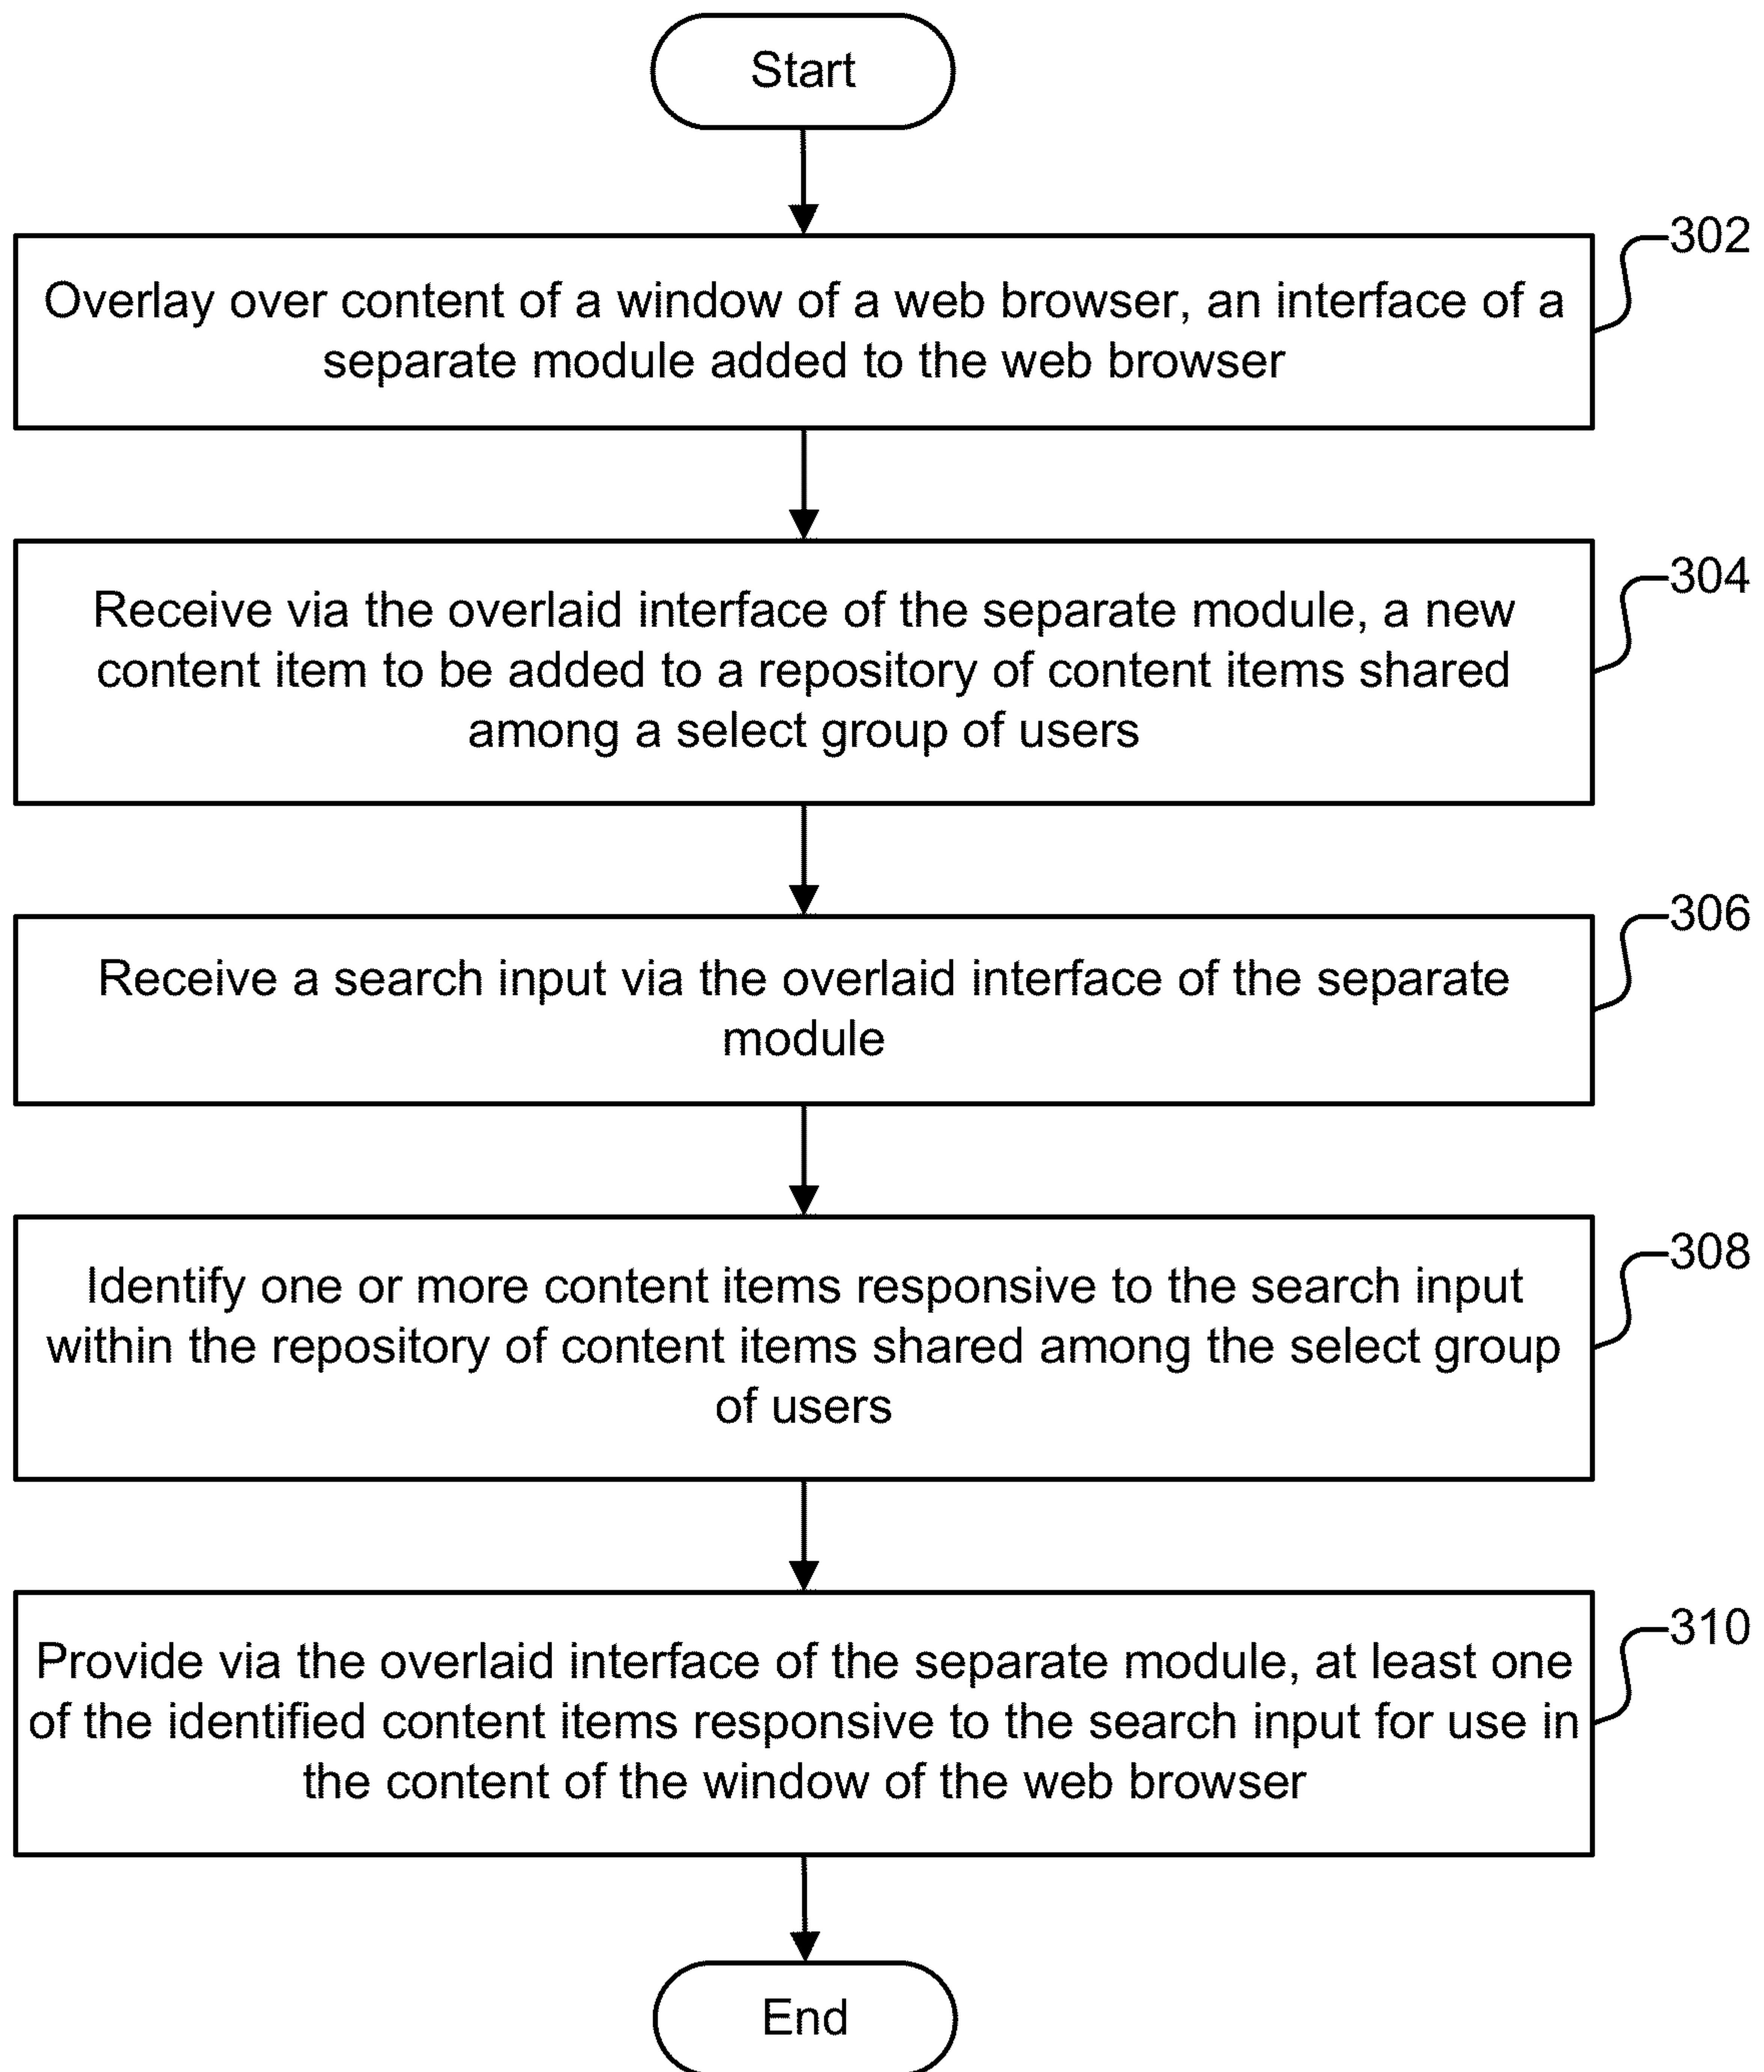 Start
302
Overlay over content of a window of a web browser, an interface of a
separate module added to the web browser
304
Receive via the overlaid interface of the separate module, a new
content item to be added to a repository of content items shared
among a select group of users
306
Receive a search input via the overlaid interface of the separate
module
308
Identify one or more content items responsive to the search input
within the repository of content items shared among the select group
of users
310
Provide via the overlaid interface of the separate module, at least one
of the identified content items responsive to the search input for use in
the content of the window of the web browser
End